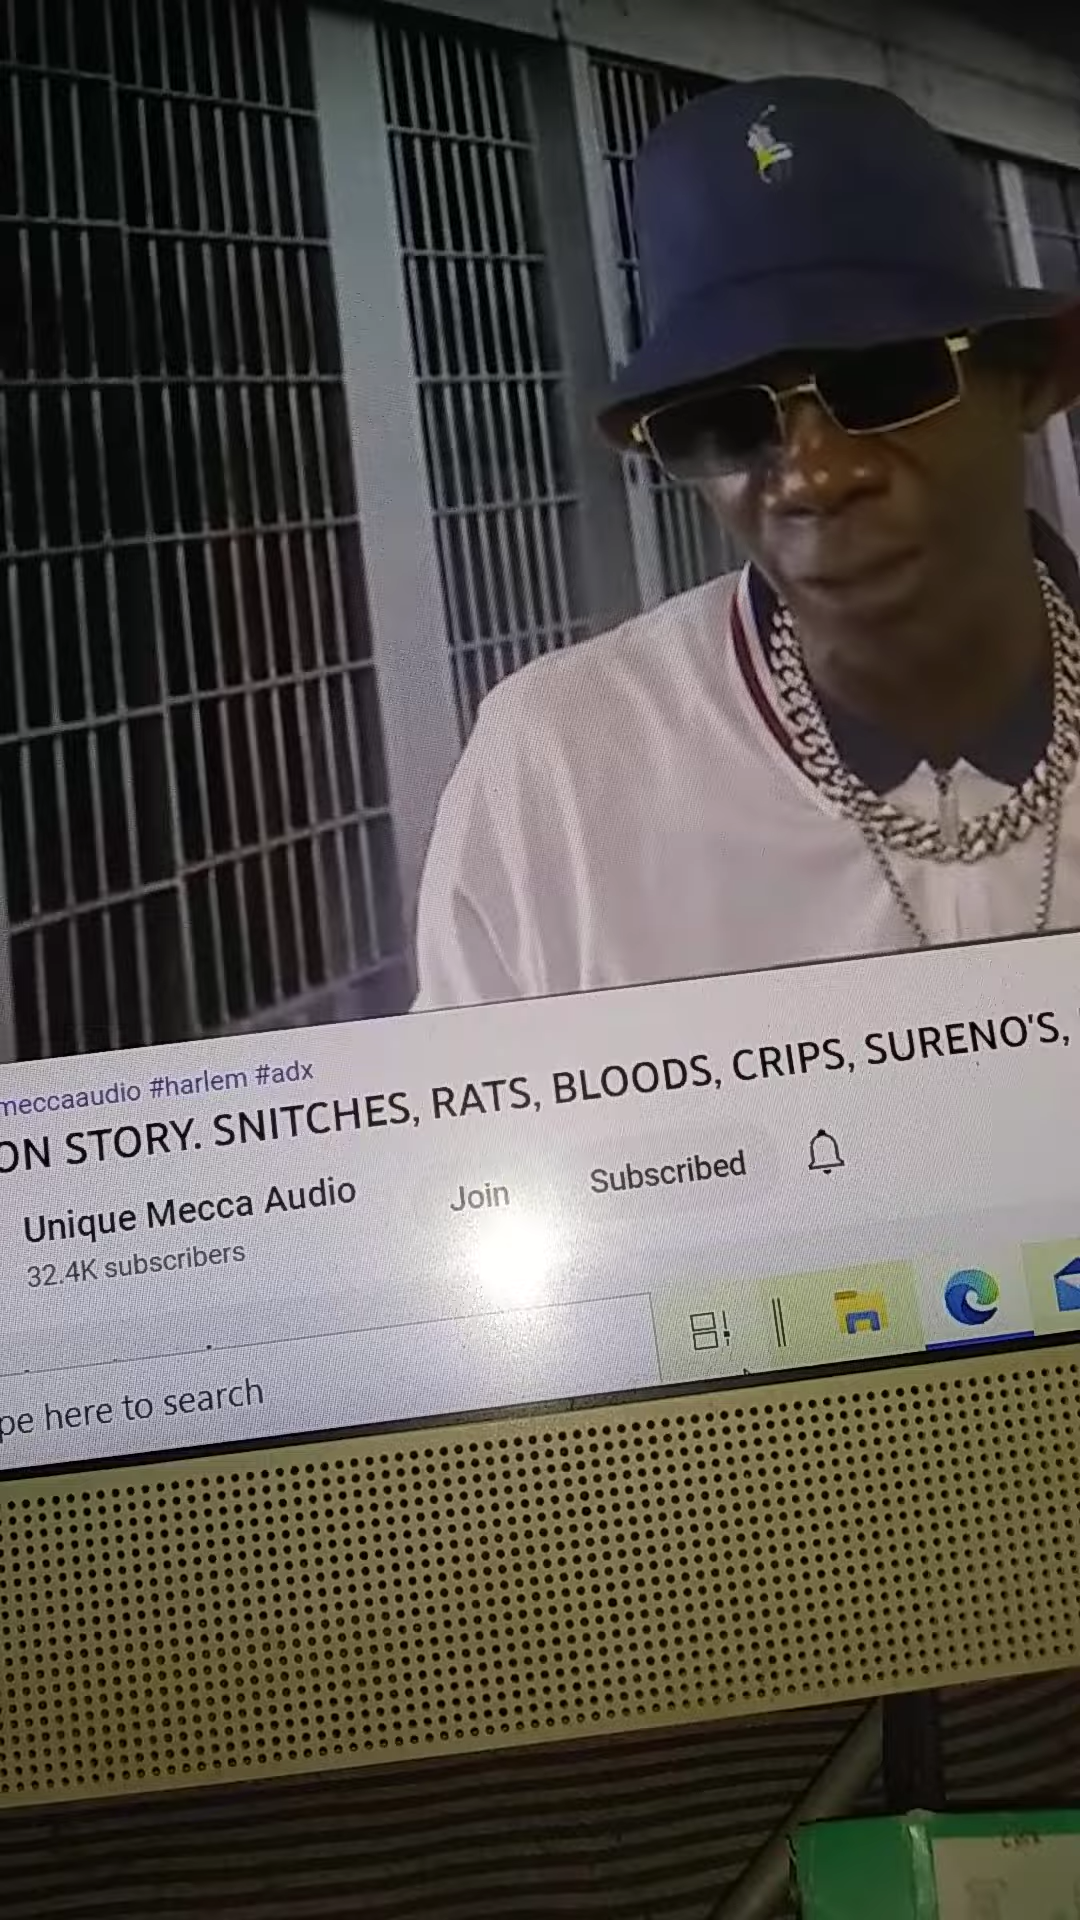 meccaaudio #harlem #adx
ON STORY. SNITCHES, RATS, BLOODS, CRIPS, SURENO'S,
Unique Mecca Audio
Join
Subscribed
32.4K subscribers
pe here to search